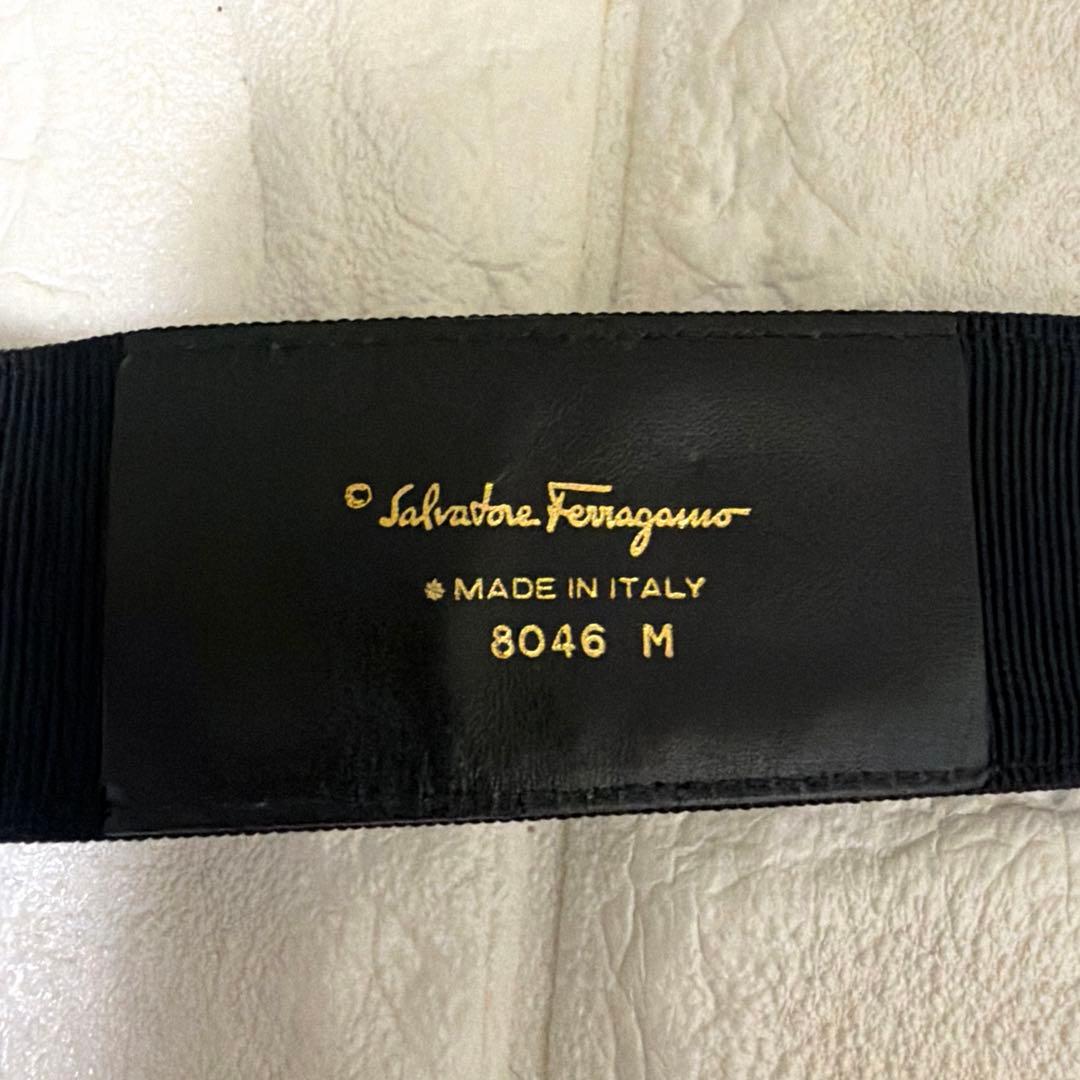 © Salvatore Ferragamo
* MADE IN ITALY
8046 M